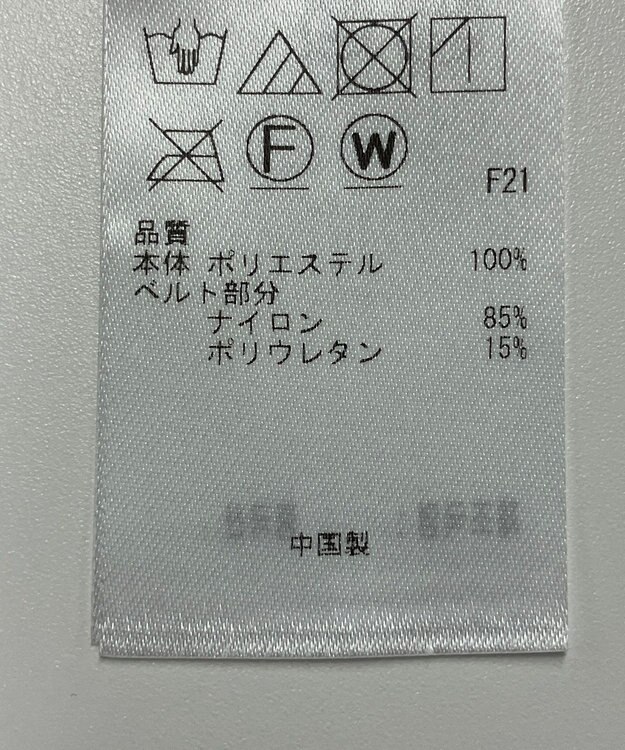 F W
F21
品質
本体 ポリエステル 100%
ベルト部分
ナイロン 85%
ポリウレタン 15%
中国製